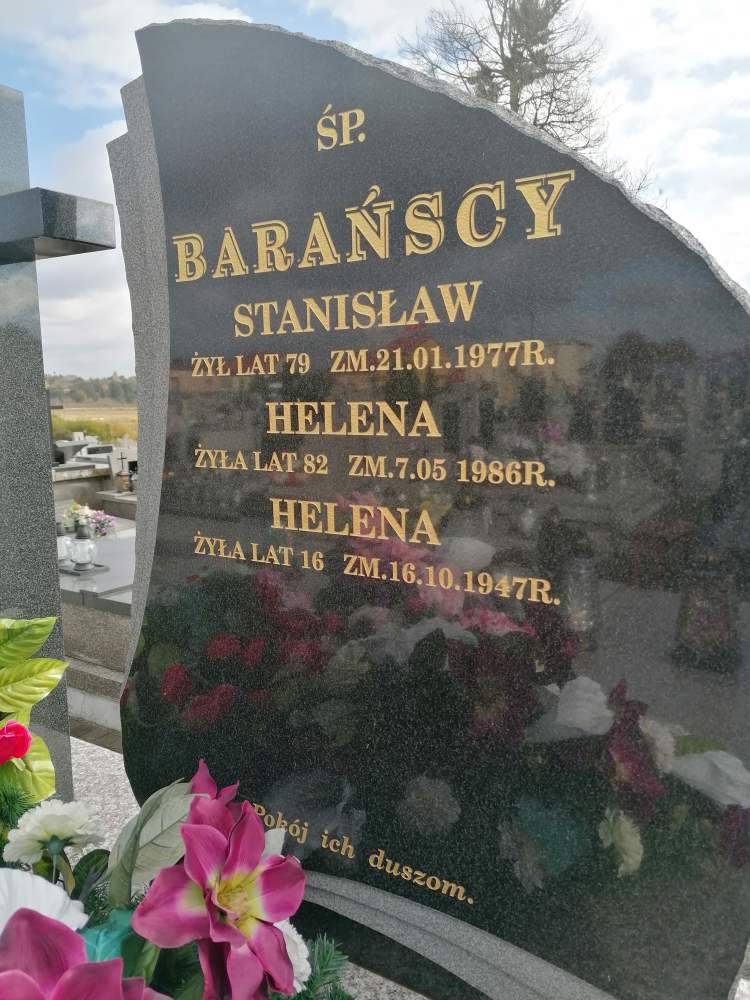 ŚP.
BARAŃSCY
STANISŁAW
ŻYŁ LAT 79 ZM.21.01.1977R.
HELENA
ŻYŁA LAT 82 ZM.7.05 1986R.
HELENA
ŻYŁA LAT 16 ZM.16.10.1947R.
Pokój ich duszom.